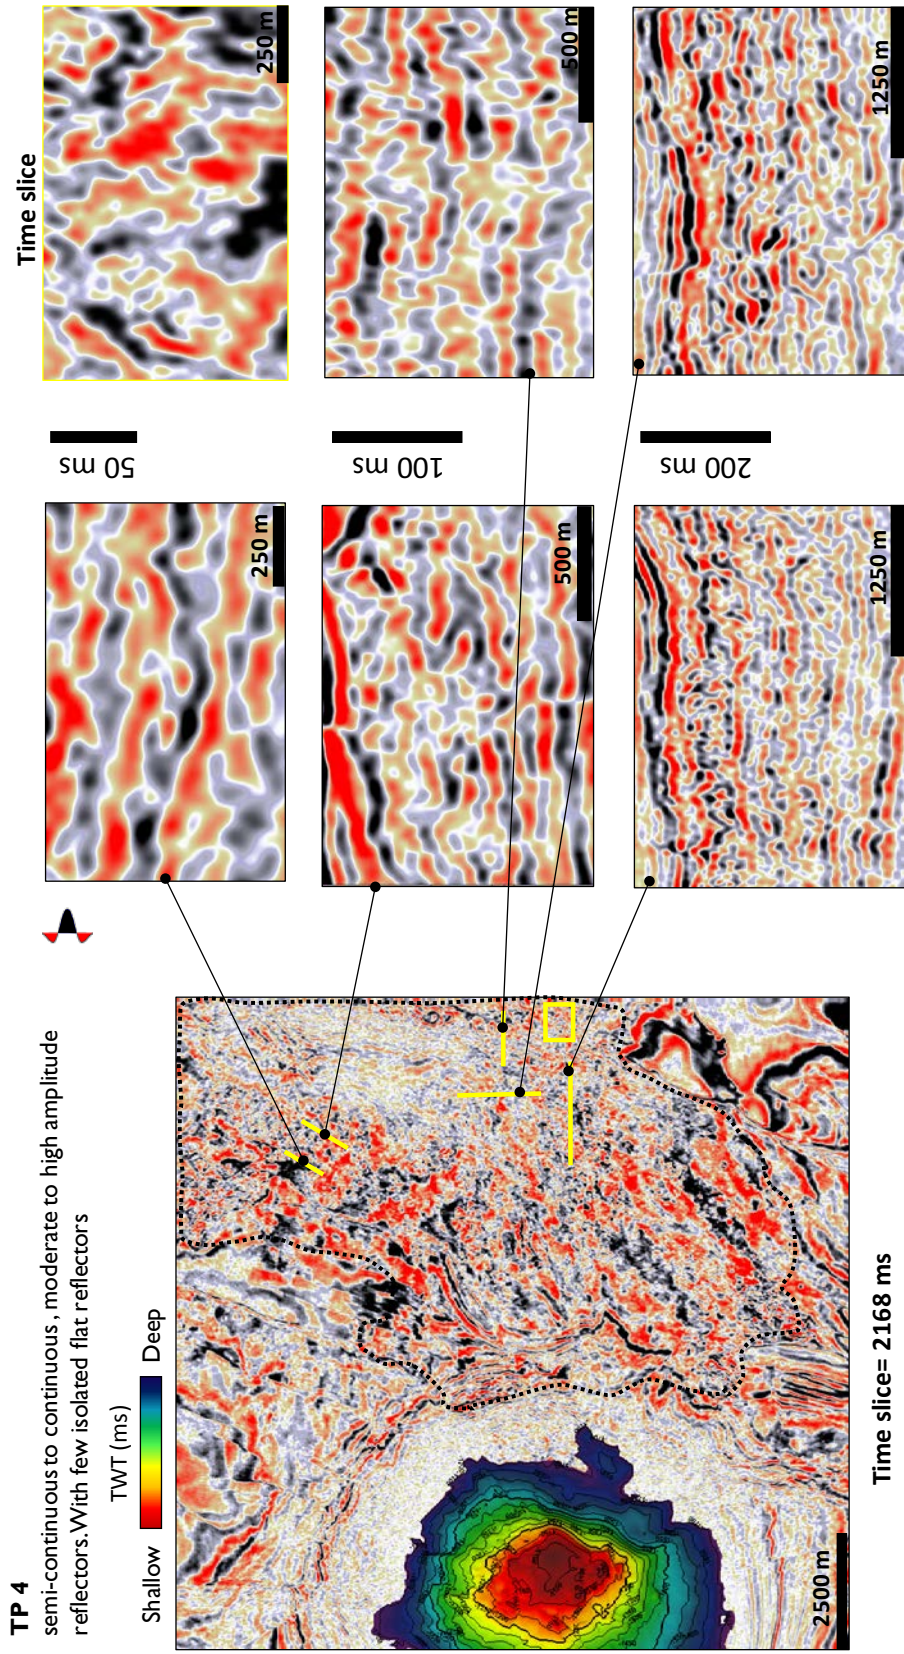 TP 4
semi-continuous to continuous, moderate to high amplitude
reflectors. With few isolated flat reflectors
TWT (ms)
Shallow
Deep
2500 m
Time slice= 2168 ms
250 m
50 ms
Time slice
250 m
500 m
100 ms
500 m
1250 m
200 ms
1250 m